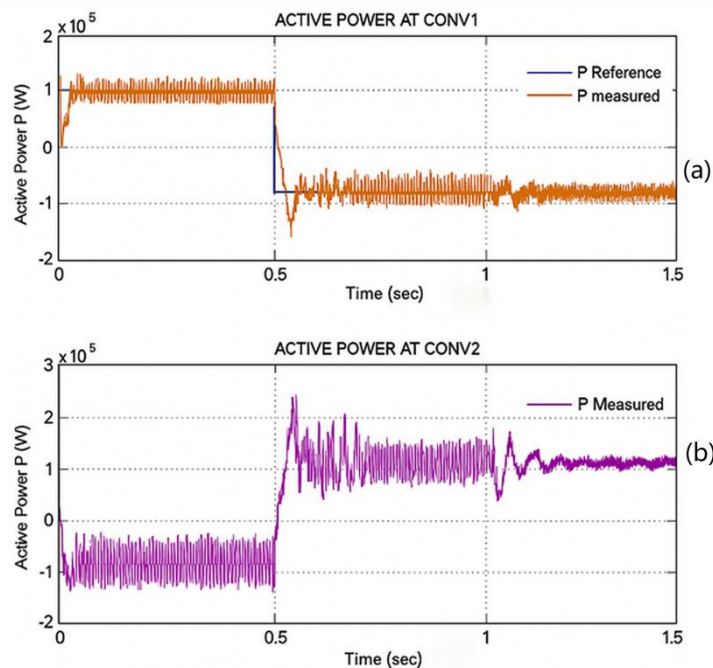 ACTIVE POWER AT CONV1
x 10 5
2
1
0
-1
-2
Active Power P (W)
P Reference
P measured
(a)
0 0.5 1 1.5
Time (sec)
ACTIVE POWER AT CONV2
x 10 5
3
2
1
0
-1
-2
Active Power P (W)
P Measured
(b)
0 0.5 1 1.5
Time (sec)